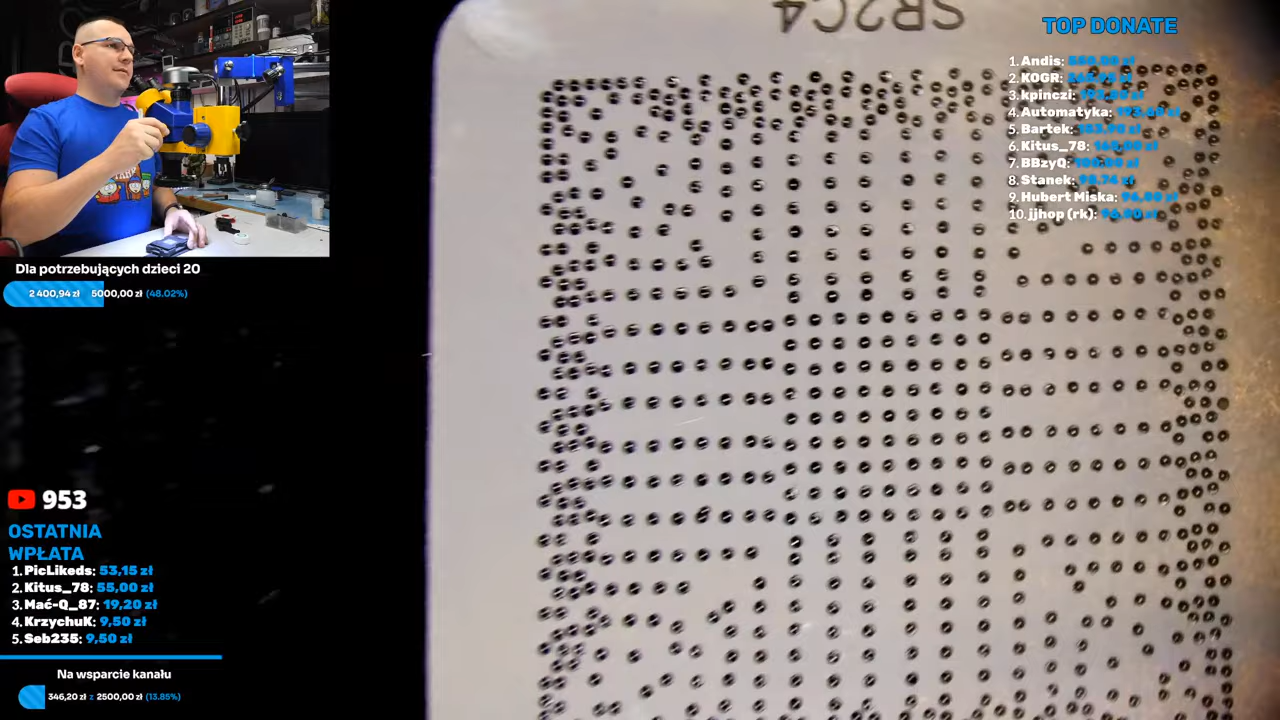 SR2C4
TOP DONATE
1. Andis:
2. KOGR:
3. kpinczi:
4. Automatyka:
5. Bartek:
6. Kitus_78:
7. BBzyQ:
8. Stanek:
9. Hubert Miska:
10. jjhop (rk):
Dla potrzebujących dzieci 20
2 400,94 zł 5000,00 zł (48.02%)
953
OSTATNIA
WPŁATA
1. PicLikeds: 53,15 zł
2. Kitus_78: 55,00 zł
3. Mać-Q_87: 19,20 zł
4. KrzychuK: 9,50 zł
5. Seb235: 9,50 zł
Na wsparcie kanału
346,20 zł z 2500,00 zł (13.85%)